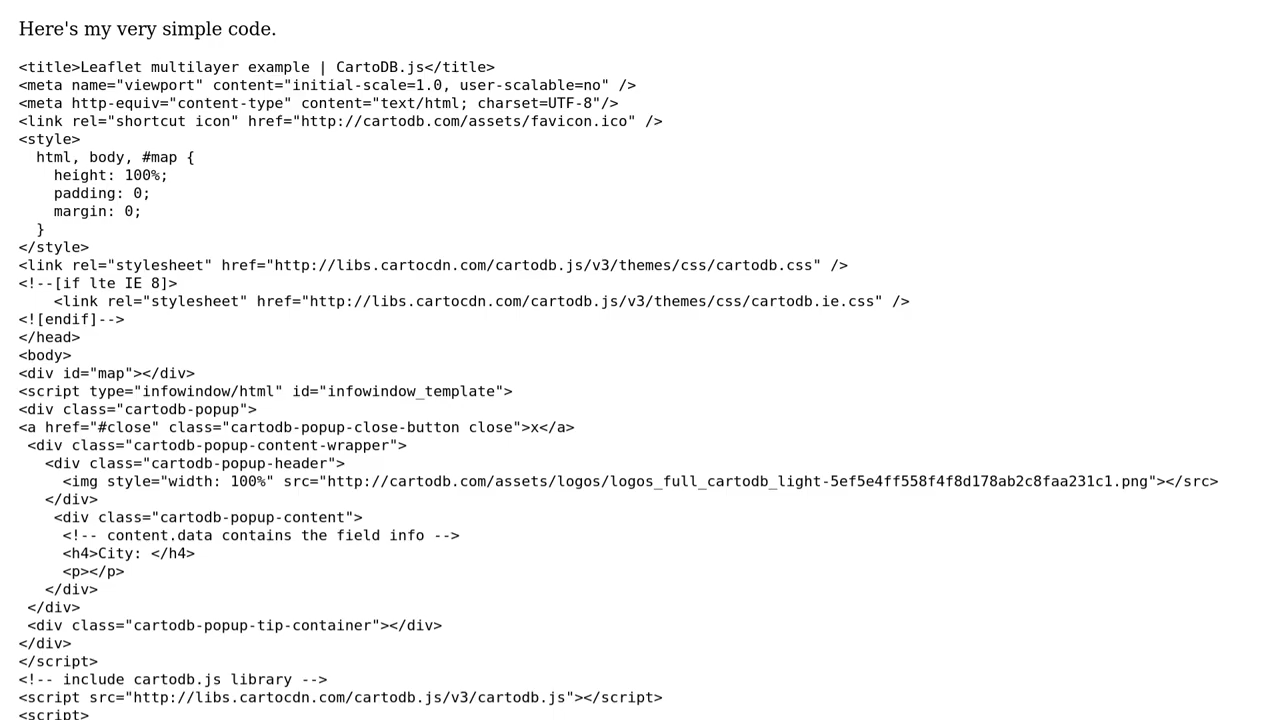 Here's my very simple code.
<title>Leaflet multilayer example | CartoDB.js</title>
<meta name="viewport" content="initial-scale=1.0, user-scalable=no" />
<meta http-equiv="content-type" content="text/html; charset=UTF-8"/>
<link rel="shortcut icon" href="http://cartodb.com/assets/favicon.ico" />
<style>
  html, body, #map {
    height: 100%;
    padding: 0;
    margin: 0;
  }
</style>
<link rel="stylesheet" href="http://libs.cartocdn.com/cartodb.js/v3/themes/css/cartodb.css" />
<!--[if lte IE 8]>
    <link rel="stylesheet" href="http://libs.cartocdn.com/cartodb.js/v3/themes/css/cartodb.ie.css" />
<![endif]-->
</head>
<body>
<div id="map"></div>
<script type="infowindow/html" id="infowindow_template">
<div class="cartodb-popup">
<a href="#close" class="cartodb-popup-close-button close">x</a>
 <div class="cartodb-popup-content-wrapper">
   <div class="cartodb-popup-header">
     <img style="width: 100%" src="http://cartodb.com/assets/logos/logos_full_cartodb_light-5ef5e4ff558f4f8d178ab2c8faa231c1.png"></src>
   </div>
    <div class="cartodb-popup-content">
     <!-- content.data contains the field info -->
     <h4>City: </h4>
     <p></p>
   </div>
 </div>
 <div class="cartodb-popup-tip-container"></div>
</div>
</script>
<!-- include cartodb.js library -->
<script src="http://libs.cartocdn.com/cartodb.js/v3/cartodb.js"></script>
<script>